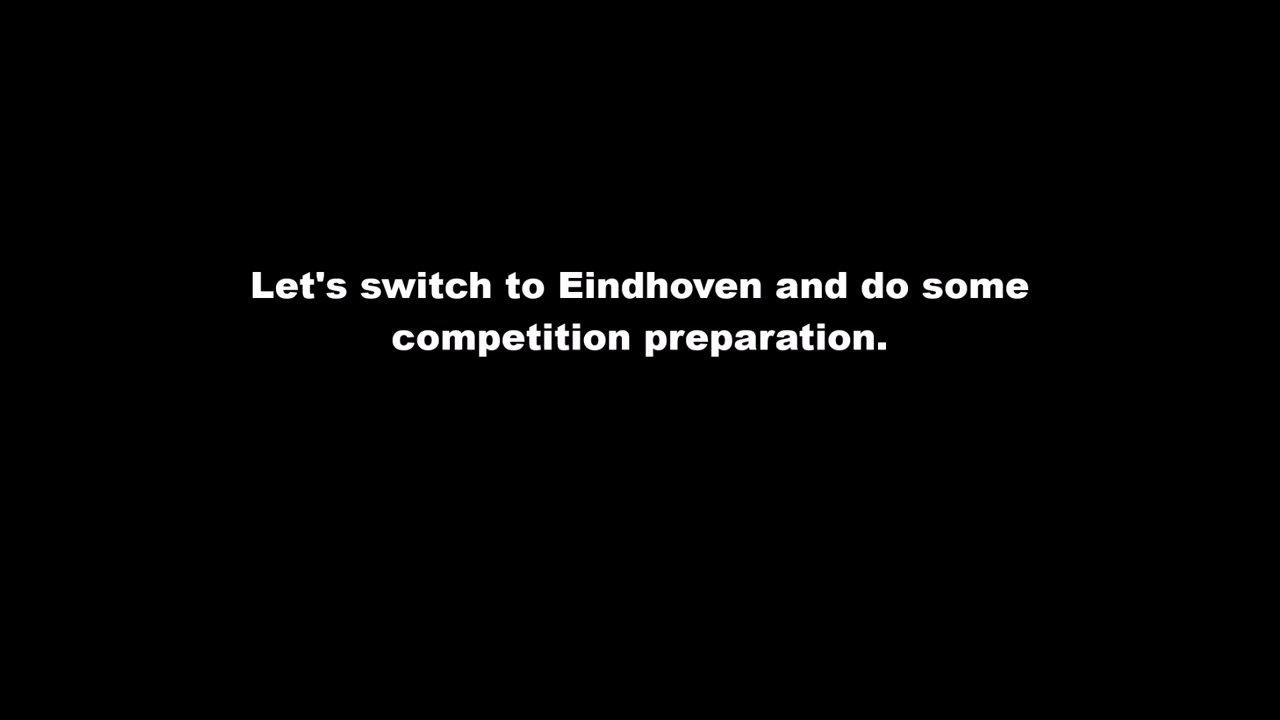 Let's switch to Eindhoven and do some
competition preparation.